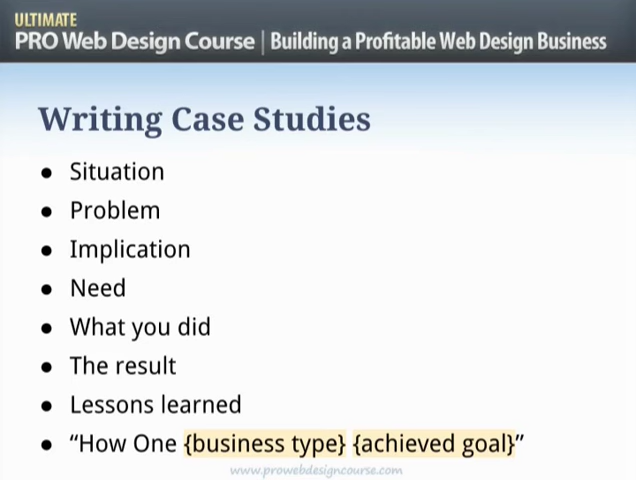 ULTIMATE
PRO Web Design Course | Building a Profitable Web Design Business
Writing Case Studies
● Situation
● Problem
● Implication
● Need
● What you did
● The result
● Lessons learned
● “How One {business type} {achieved goal}”
www.prowebdesigncourse.com